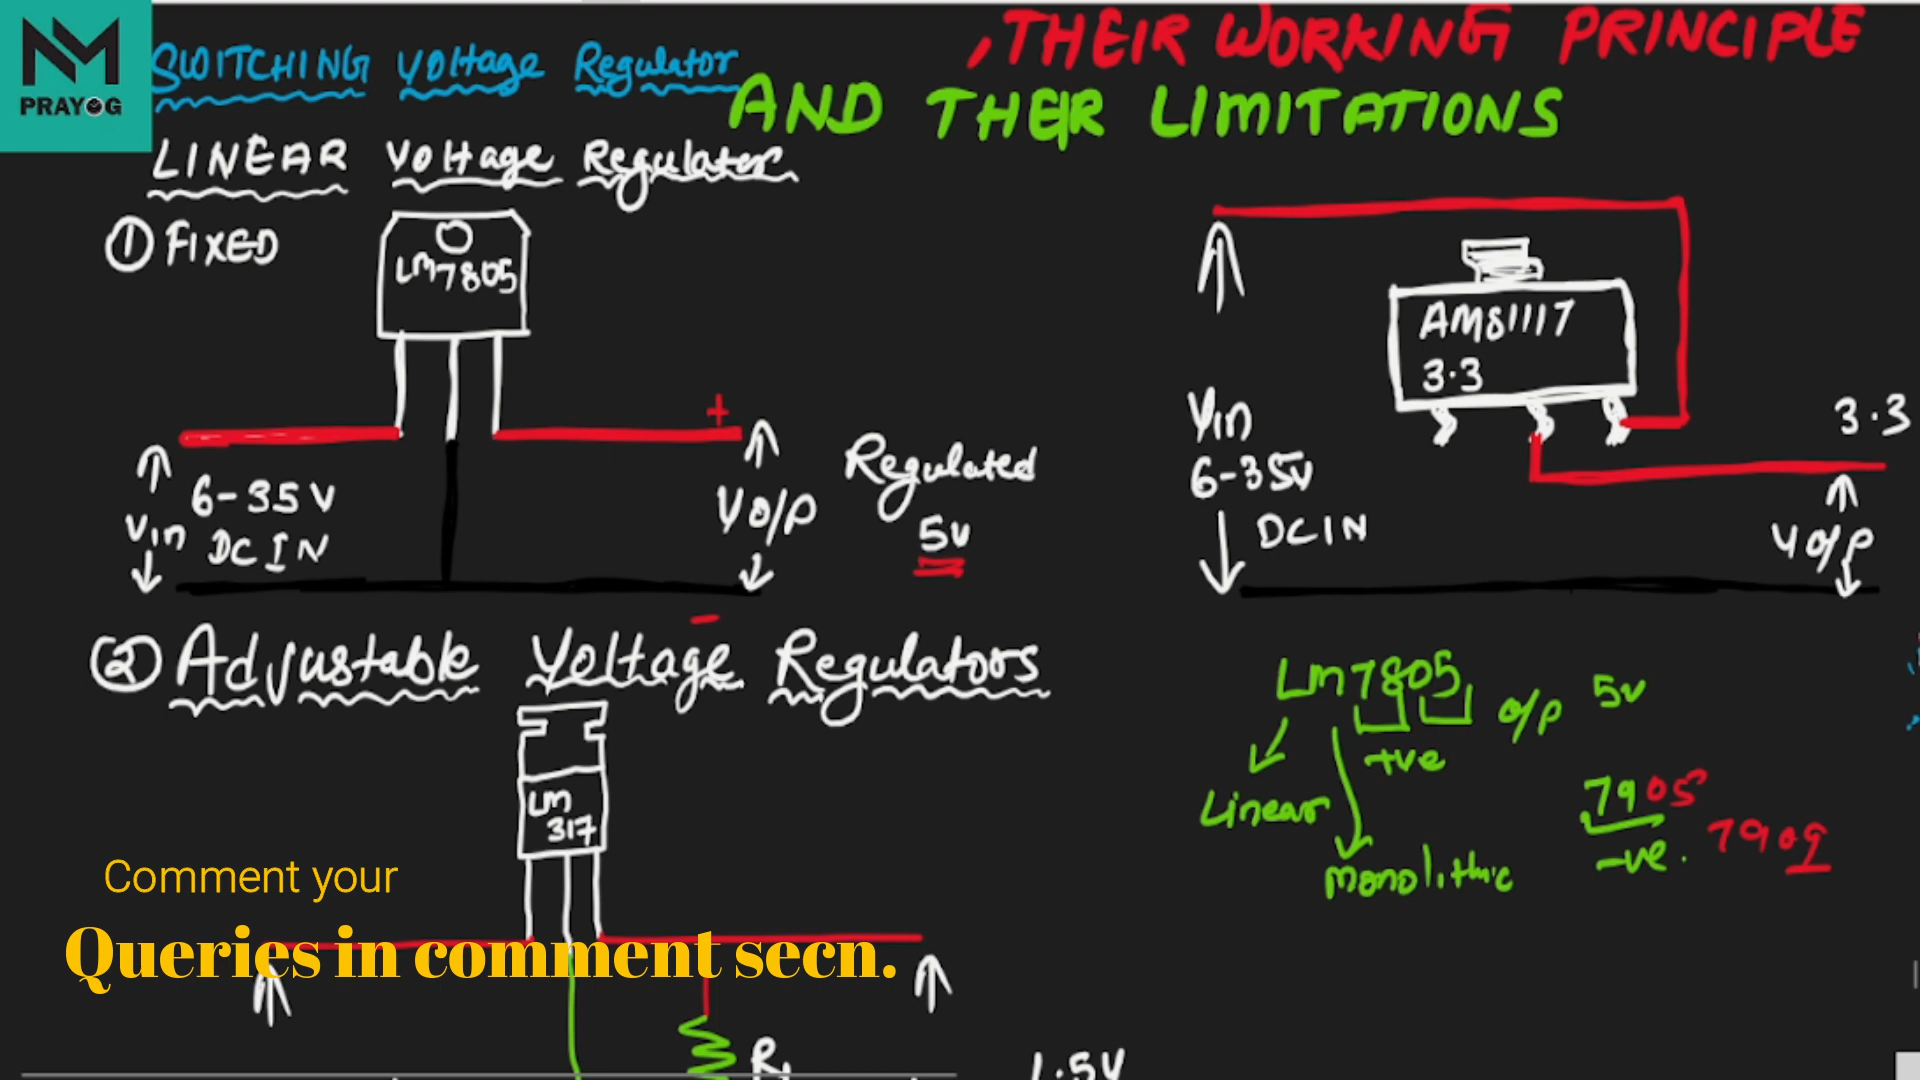 NM
PRAYOG
SWITCHING Voltage Regulator
, THEIR WORKING PRINCIPLE
AND THEIR LIMITATIONS
LINEAR Voltage Regulator
① FIXED
LM7805
+
6-35V
Vin
DC IN
V O/P
Regulated
5V
-
AMS1117
3.3
Vin
6-35V
DC IN
3.3
V O/P
② Adjustable Voltage Regulators
LM
317
R1
1.5V
Lm7805
O/P 5v
+ve
Linear
Monolithic
7905
-ve.
7909
Comment your
Queries in comment secn.